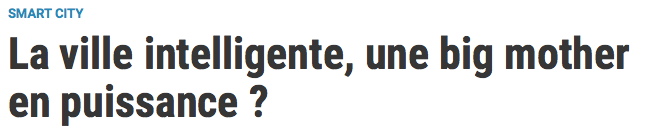 SMART CITY
La ville intelligente, une big mother
en puissance ?